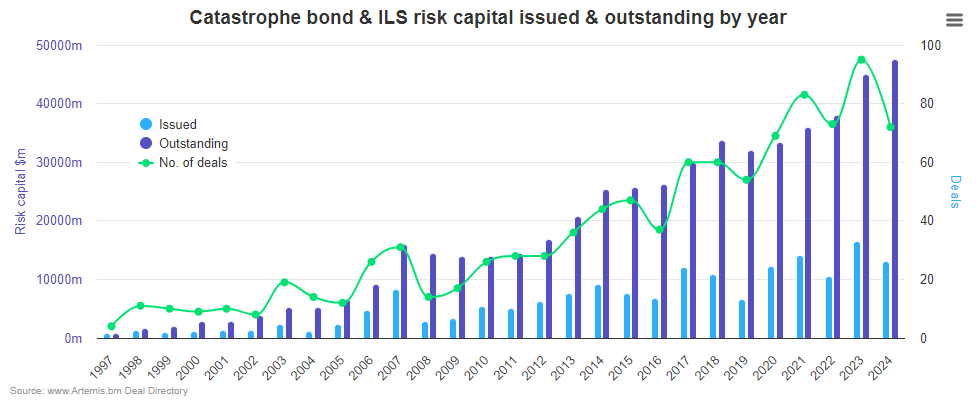 Catastrophe bond & ILS risk capital issued & outstanding by year
50000m
40000m
30000m
20000m
10000m
0m
Risk capital $m
Issued
Outstanding
No. of deals
100
80
60
40
20
0
Deals
1997
1998
1999
2000
2001
2002
2003
2004
2005
2006
2007
2008
2009
2010
2011
2012
2013
2014
2015
2016
2017
2018
2019
2020
2021
2022
2023
2024
Source: www.Artemis.bm Deal Directory